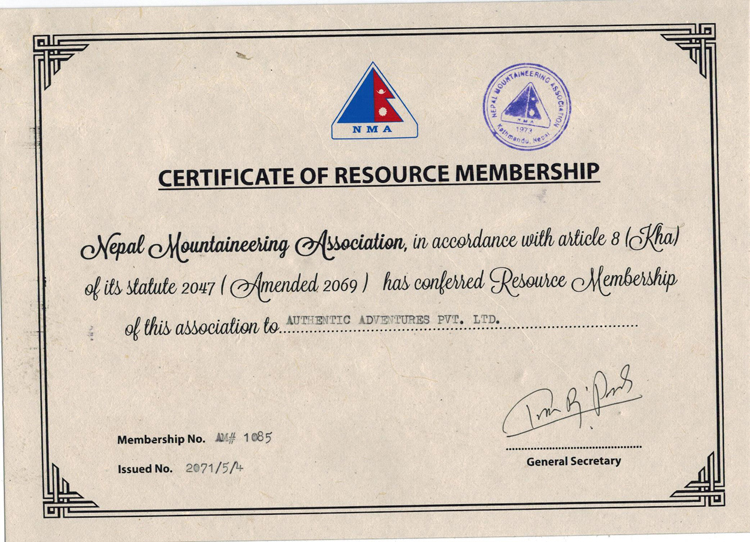 NMA
NEPAL MOUNTAINEERING ASSOCIATION
NMA
1973
Kathmandu, Nepal
CERTIFICATE OF RESOURCE MEMBERSHIP
Nepal Mountaineering Association, in accordance with article 8 (Kha)
of its statute 2047 ( Amended 2069 ) has conferred Resource Membership
of this association to AUTHENTIC ADVENTURES PVT. LTD.
Membership No. AM# 1085
Issued No. 2071/5/4
General Secretary